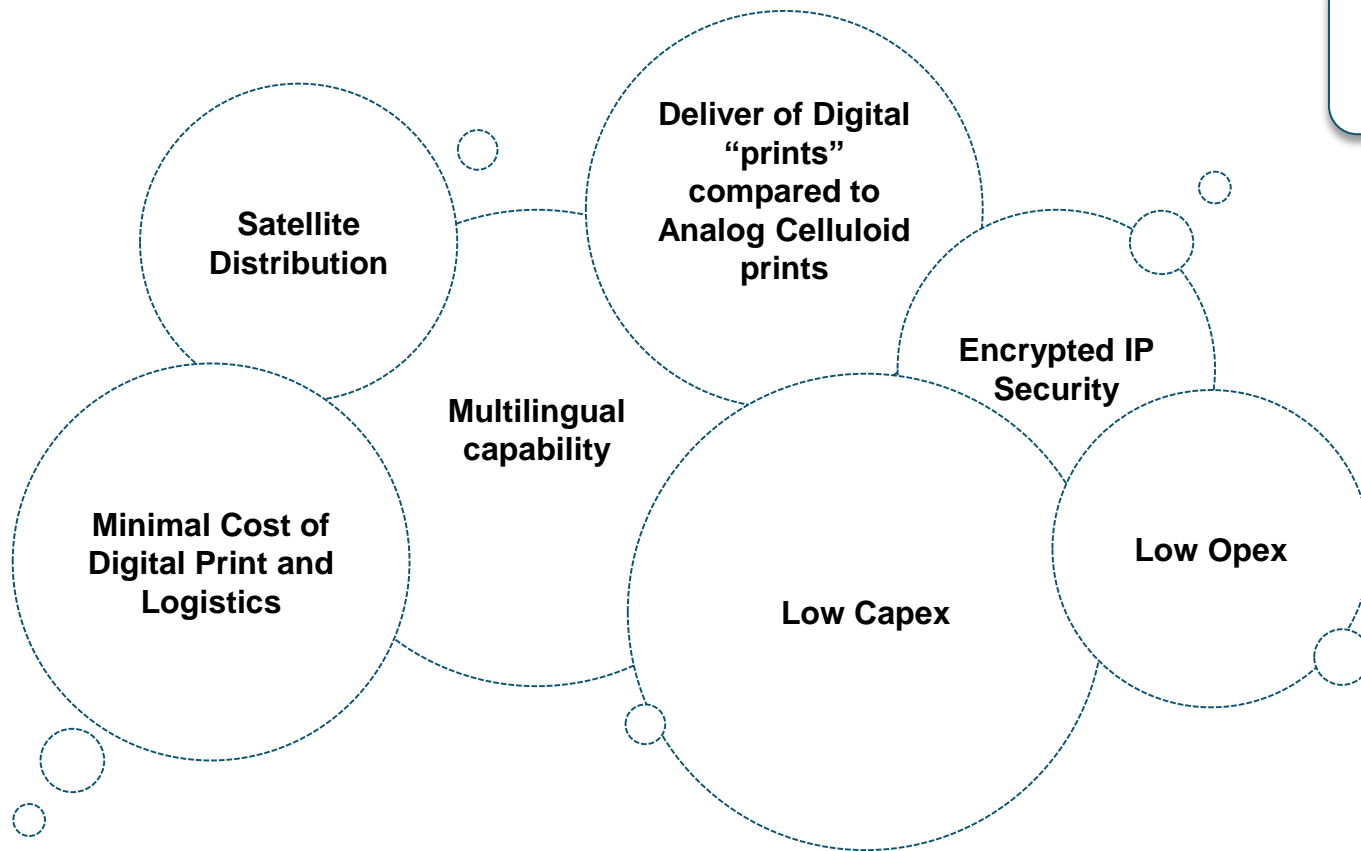 Deliver of Digital
“prints”
compared to
Analog Celluloid
prints
Satellite
Distribution
Encrypted IP
Security
Multilingual
capability
Minimal Cost of
Digital Print and
Logistics
Low Opex
Low Capex